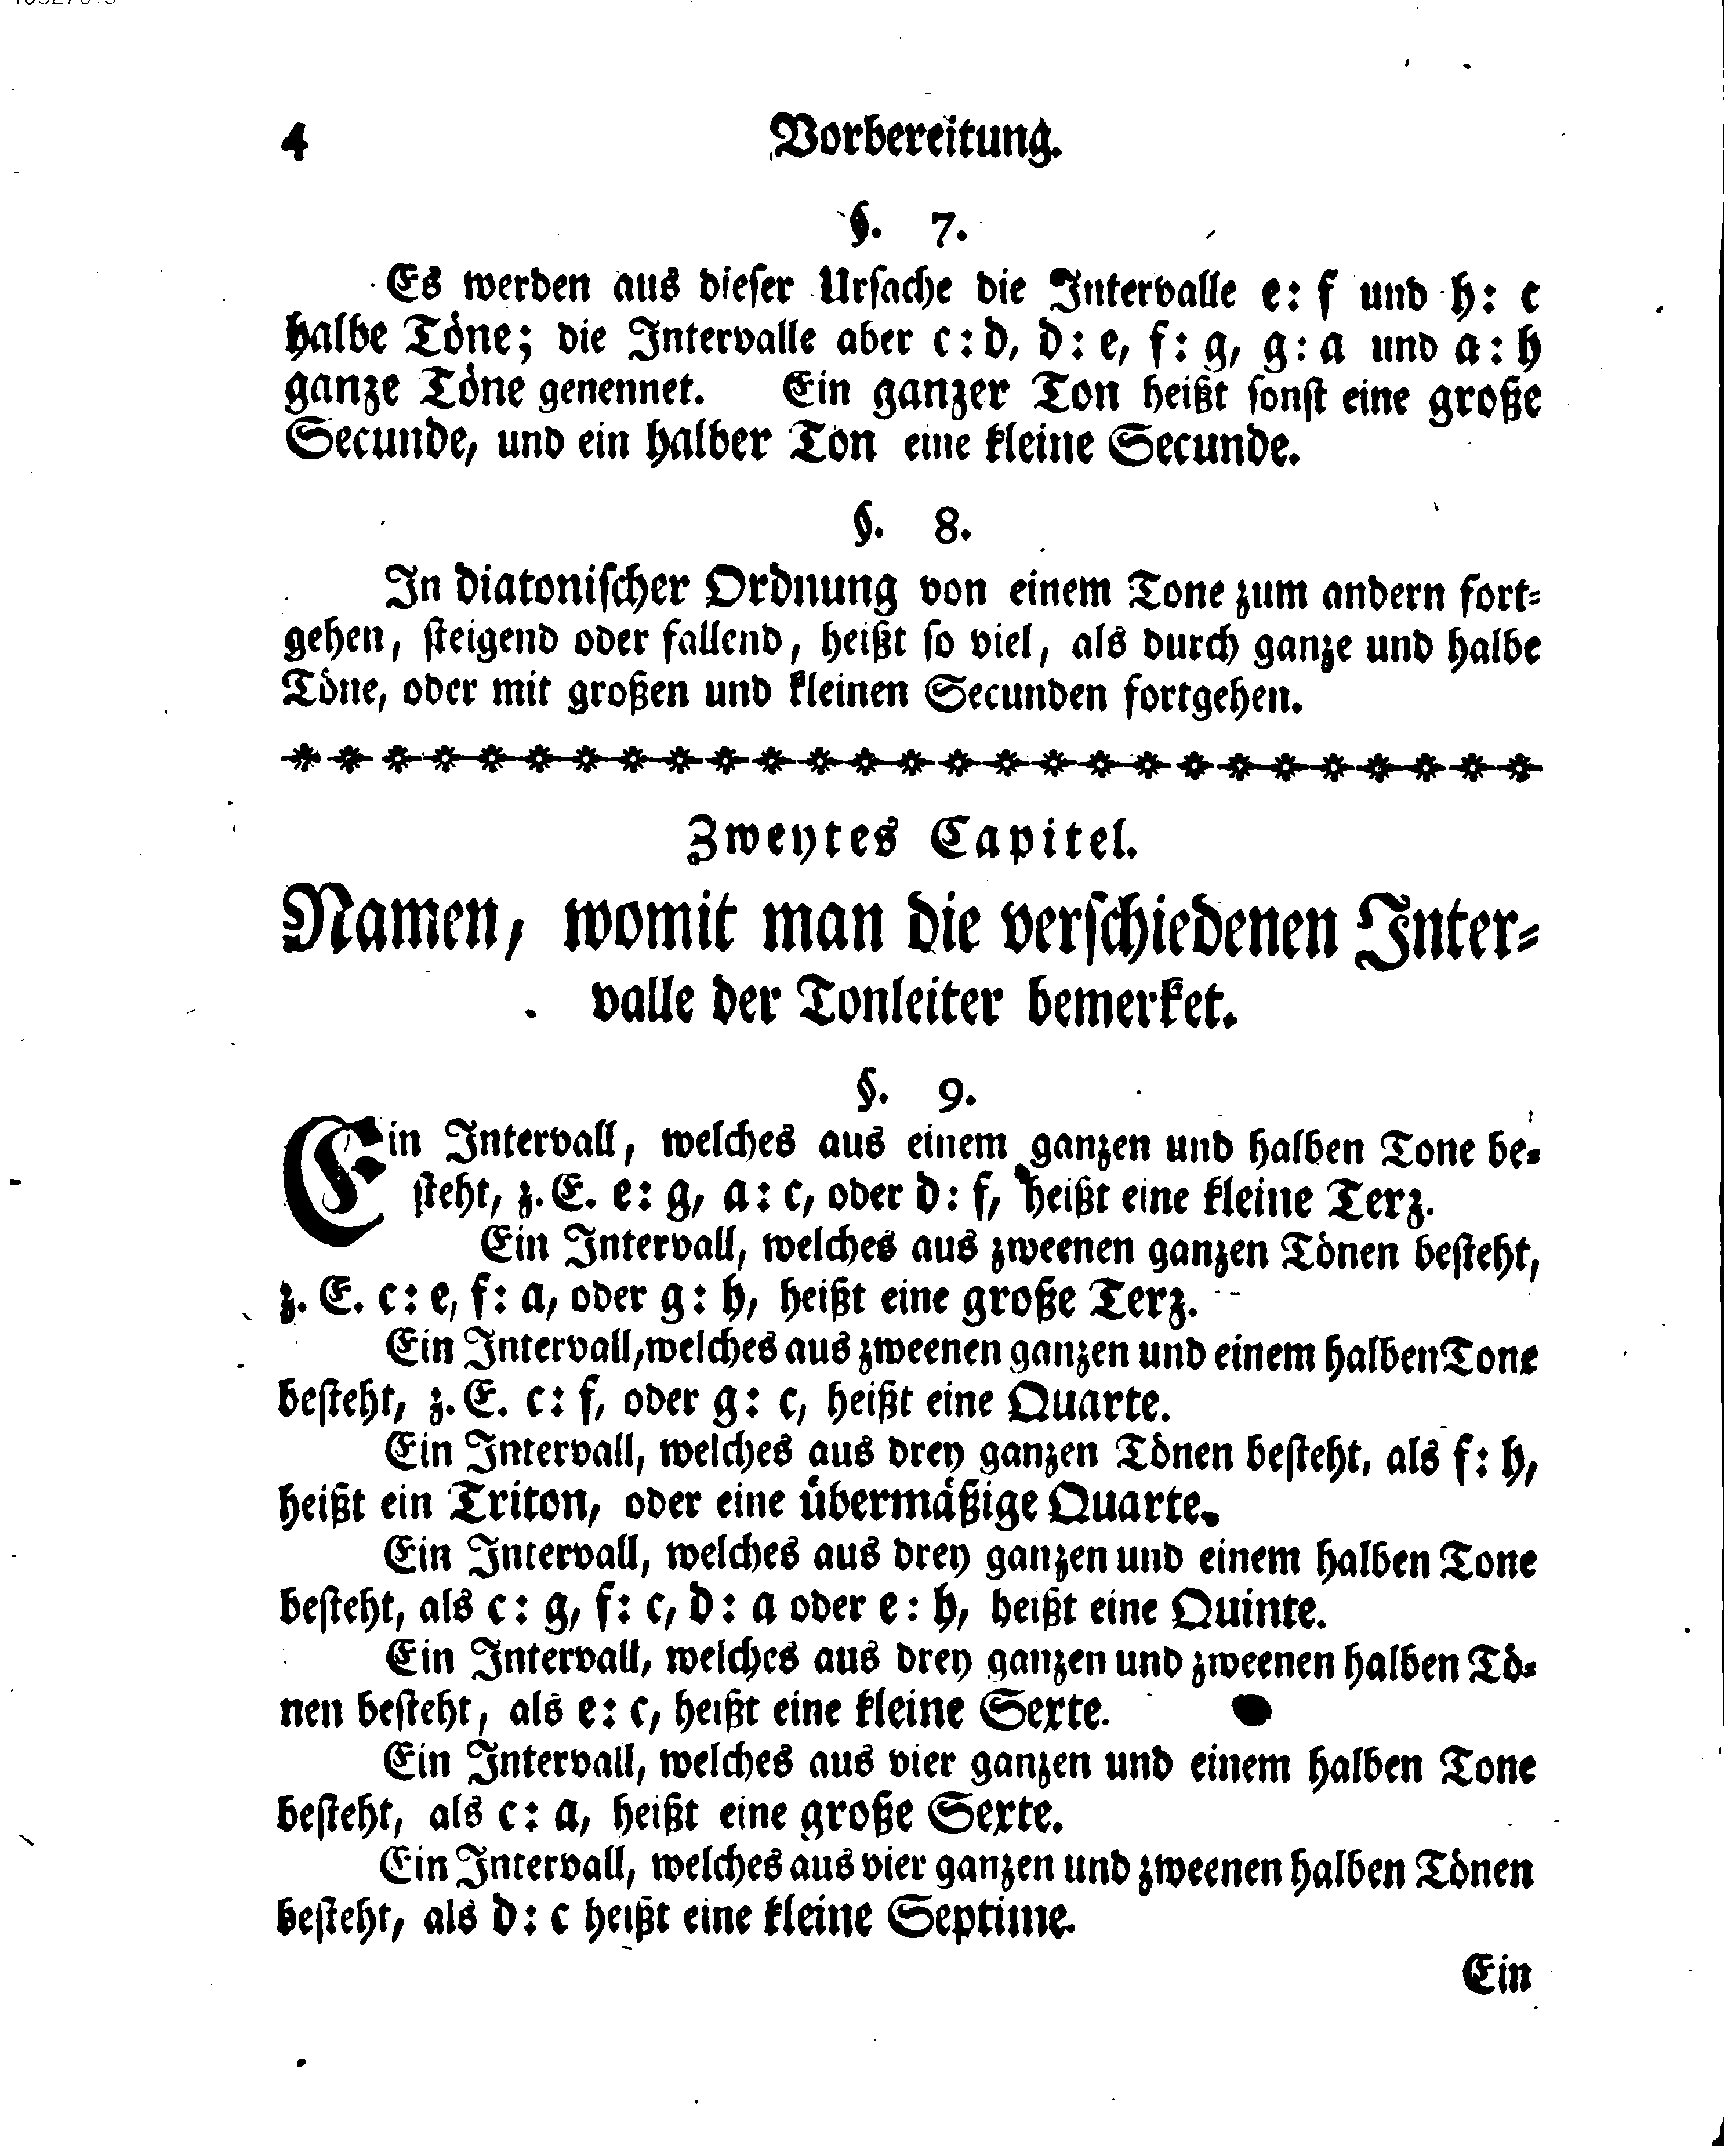 4 Vorbereitung.
§. 7.
Es werden aus dieser Ursache die Intervalle e: f und h: c
halbe Töne; die Intervalle aber c: d, d: e, f: g, g: a und a: h
ganze Töne genennet. Ein ganzer Ton heißt sonst eine große
Secunde, und ein halber Ton eine kleine Secunde.
§. 8.
In diatonischer Ordnung von einem Tone zum andern fort-
gehen, steigend oder fallend, heißt so viel, als durch ganze und halbe
Töne, oder mit großen und kleinen Secunden fortgehen.
Zweytes Capitel.
Namen, womit man die verschiedenen Inter-
valle der Tonleiter bemerket.
§. 9.
Ein Intervall, welches aus einem ganzen und halben Tone be-
steht, z. E. e: g, a: c, oder d: f, heißt eine kleine Terz.
Ein Intervall, welches aus zweenen ganzen Tönen besteht,
z. E. c: e, f: a, oder g: h, heißt eine große Terz.
Ein Intervall, welches aus zweenen ganzen und einem halben Tone
besteht, z. E. c: f, oder g: c, heißt eine Quarte.
Ein Intervall, welches aus drey ganzen Tönen besteht, als f: h,
heißt ein Triton, oder eine übermäßige Quarte.
Ein Intervall, welches aus drey ganzen und einem halben Tone
besteht, als c: g, f: c, d: a oder e: h, heißt eine Quinte.
Ein Intervall, welches aus drey ganzen und zweenen halben Tö-
nen besteht, als e: c, heißt eine kleine Sexte.
Ein Intervall, welches aus vier ganzen und einem halben Tone
besteht, als c: a, heißt eine große Sexte.
Ein Intervall, welches aus vier ganzen und zweenen halben Tönen
besteht, als d: c heißt eine kleine Septime.
Ein